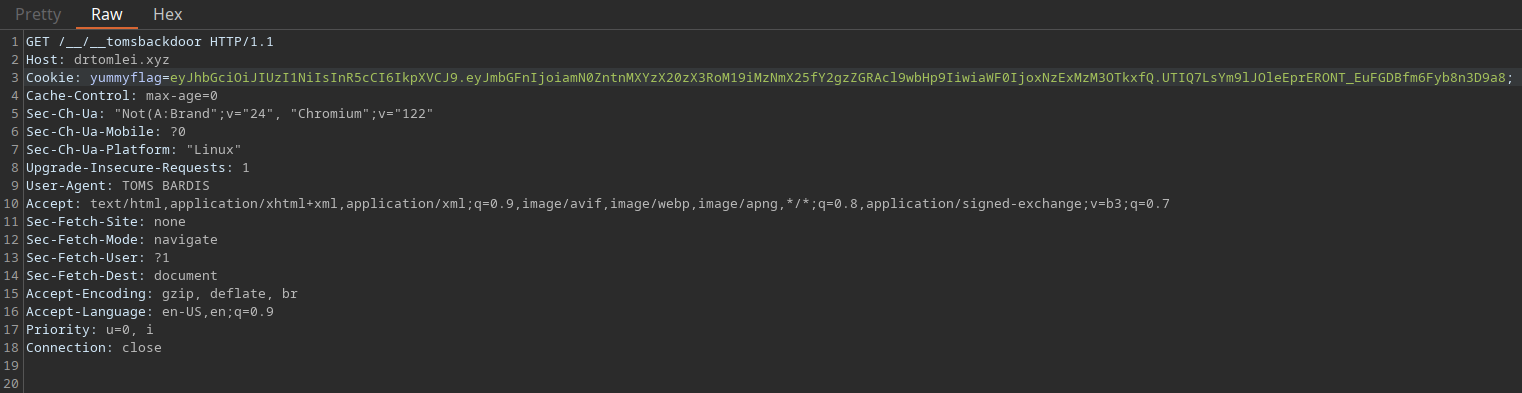 Pretty Raw Hex
1 GET /__/__tomsbackdoor HTTP/1.1
2 Host: drtomlei.xyz
3 Cookie: yummyflag=eyJhbGciOiJIUzI1NiIsInR5cCI6IkpXVCJ9.eyJmbGFnIjoiamN0ZntnMXYzX20zX3RoM19iMzNmX25fY2gzZGRAcl9wbHp9IiwiaWF0IjoxNzExMzM3OTkxfQ.UTIQ7LsYm9lJOleEprERONT_EuFGDBfm6Fyb8n3D9a8;
4 Cache-Control: max-age=0
5 Sec-Ch-Ua: "Not(A:Brand";v="24", "Chromium";v="122"
6 Sec-Ch-Ua-Mobile: ?0
7 Sec-Ch-Ua-Platform: "Linux"
8 Upgrade-Insecure-Requests: 1
9 User-Agent: TOMS BARDIS
10 Accept: text/html,application/xhtml+xml,application/xml;q=0.9,image/avif,image/webp,image/apng,*/*;q=0.8,application/signed-exchange;v=b3;q=0.7
11 Sec-Fetch-Site: none
12 Sec-Fetch-Mode: navigate
13 Sec-Fetch-User: ?1
14 Sec-Fetch-Dest: document
15 Accept-Encoding: gzip, deflate, br
16 Accept-Language: en-US,en;q=0.9
17 Priority: u=0, i
18 Connection: close
19
20